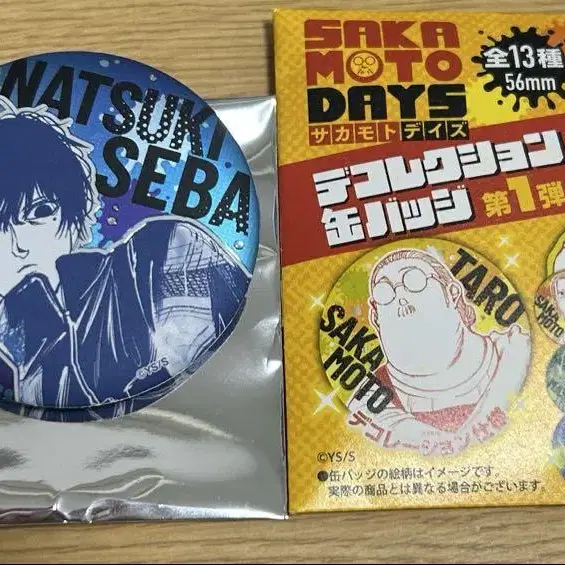 NATSUKI
SEBA
©Y/S
SAKA
MOTO
DAYS
サカモトデイズ
全13種
56mm
デコレクション
缶バッジ 第1弾
TARO
SAKA
MOTO
デコレーション仕様
©YS/S
●缶バッジの絵柄はイメージです。
実際の商品とは異なる場合がございます。